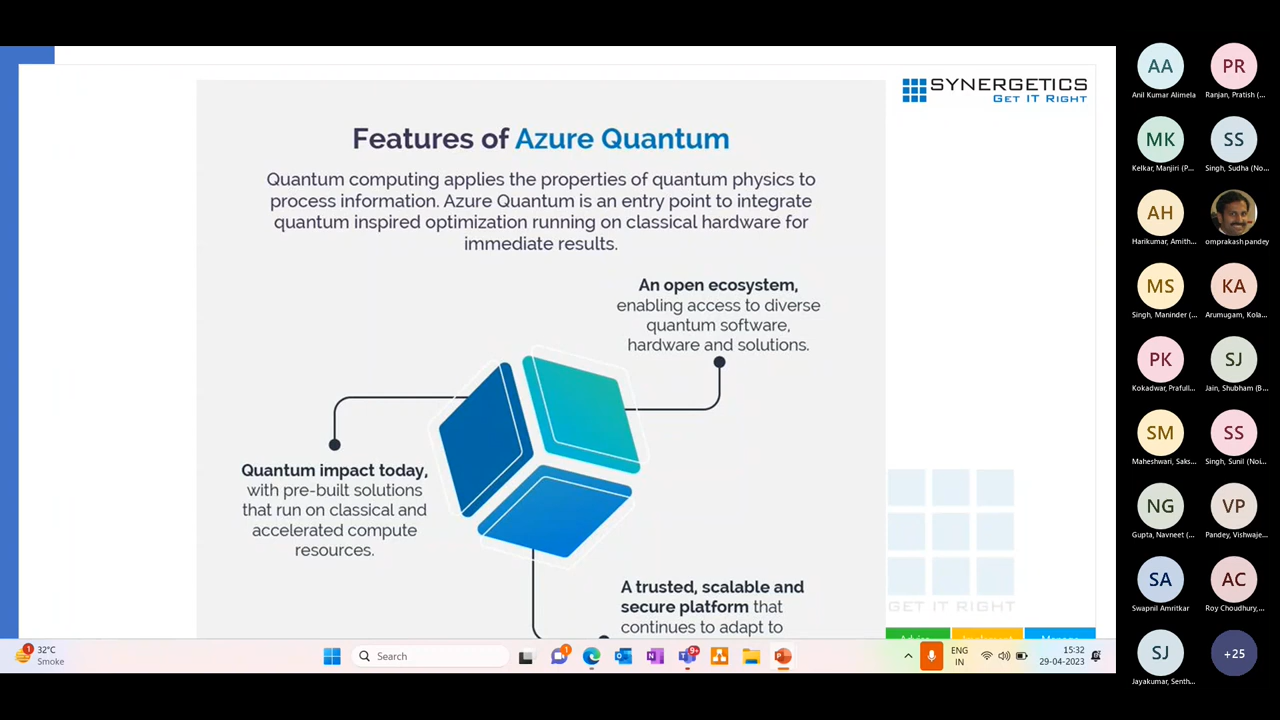 SYNERGETICS
GET IT RIGHT
Features of Azure Quantum
Quantum computing applies the properties of quantum physics to
process information. Azure Quantum is an entry point to integrate
quantum inspired optimization running on classical hardware for
immediate results.
An open ecosystem,
enabling access to diverse
quantum software,
hardware and solutions.
Quantum impact today,
with pre-built solutions
that run on classical and
accelerated compute
resources.
A trusted, scalable and
secure platform that
continues to adapt to
GET IT RIGHT
AA
Anil Kumar Alimela
PR
Ranjan, Pratish (...
MK
Kelkar, Manjiri (P...
SS
Singh, Sudha (No...
AH
Harikumar, Amith...
omprakash pandey
MS
Singh, Maninder (...
KA
Arumugam, Kola...
PK
Kokadwar, Prafull...
SJ
Jain, Shubham (B...
SM
Maheshwari, Saks...
SS
Singh, Sunil (Noi...
NG
Gupta, Navneet (...
VP
Pandey, Vishwaje...
SA
Swapnil Amritkar
AC
Roy Choudhury,...
SJ
Jayakumar, Senth...
+25
1
32°C
Smoke
Search
1
9+
ENG
IN
15:32
29-04-2023